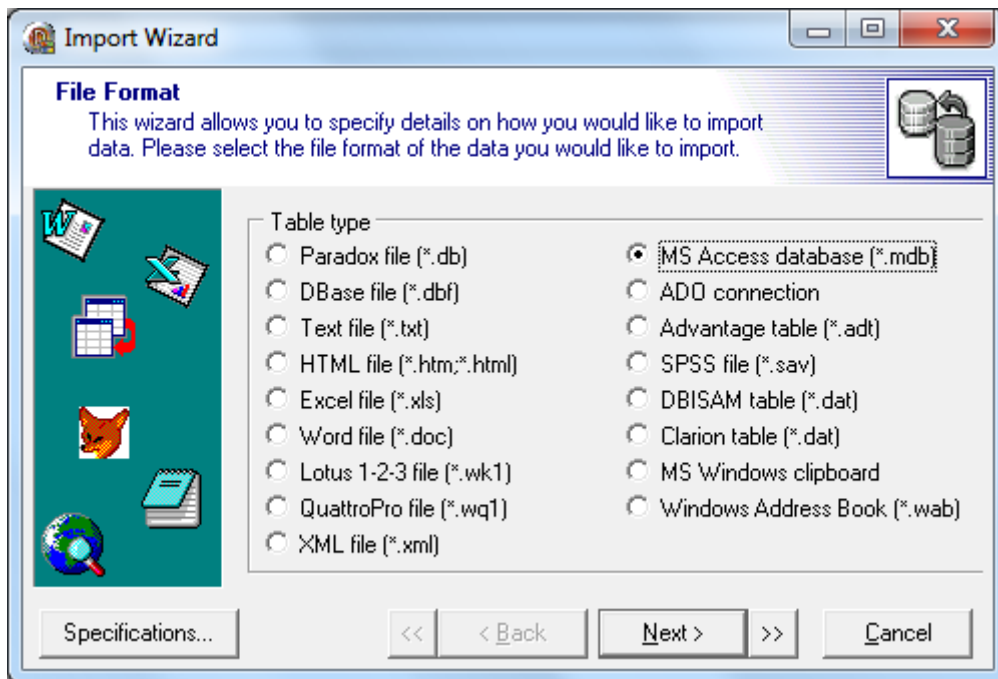 Import Wizard
File Format
This wizard allows you to specify details on how you would like to import
data. Please select the file format of the data you would like to import.
Table type
Paradox file (*.db)
DBase file (*.dbf)
Text file (*.txt)
HTML file (*.htm;*.html)
Excel file (*.xls)
Word file (*.doc)
Lotus 1-2-3 file (*.wk1)
QuattroPro file (*.wq1)
XML file (*.xml)
MS Access database (*.mdb)
ADO connection
Advantage table (*.adt)
SPSS file (*.sav)
DBISAM table (*.dat)
Clarion table (*.dat)
MS Windows clipboard
Windows Address Book (*.wab)
Specifications... << < Back Next > >> Cancel